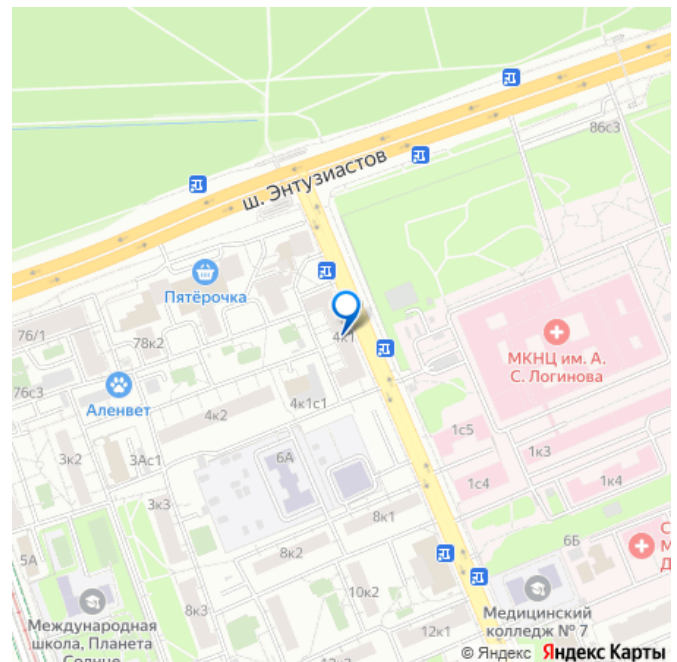 86с3
ш. Энтузиастов
Пятёрочка
76/1
78к2
4к1
МКНЦ им. А.
С. Логинова
76с3
Аленвет
4к2
4к1с1
1с5
1к3
3к2
3Ас1
6А
1с4
1к4
3к3
8к1
5А
8к2
6Б
С
М
Д
Международная
школа, Планета
Солнце
8к3
10к2
12к1
Медицинский
колледж № 7
© Яндекс Яндекс Карты